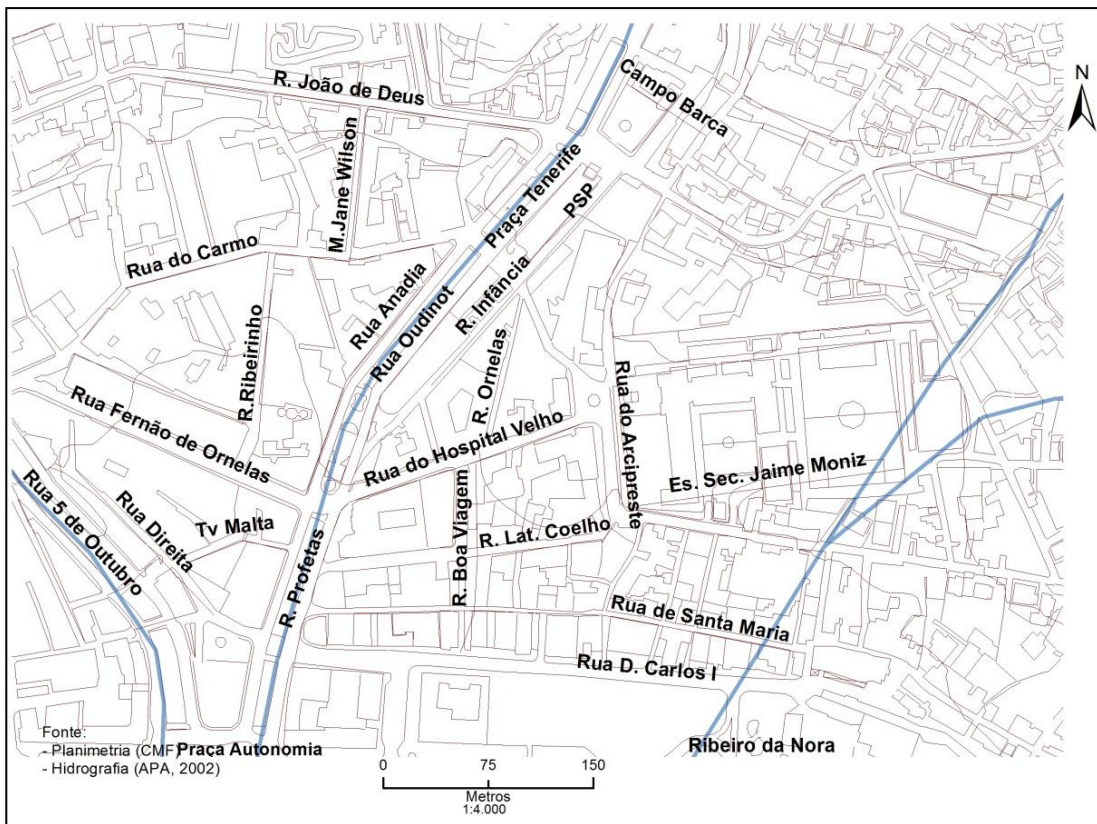 Campo Barca
N
R. João de Deus
M.Jane Wilson
Praça Tenerife
PSP
Rua do Carmo
Rua Anadia
Rua Oudinot
R. Infância
R.Ribeirinho
R. Ornelas
Rua do Arcipreste
Rua Fernão de Ornelas
Rua do Hospital Velho
Es. Sec. Jaime Moniz
Rua 5 de Outubro
Rua Direita
Tv Malta
R. Profetas
R. Boa Viagem
R. Lat. Coelho
Rua de Santa Maria
Rua D. Carlos I
Ribeiro da Nora
Fonte:
- Planimetria (CMF)
Praça Autonomia
- Hidrografia (APA, 2002)
0 75 150
Metros
1:4.000